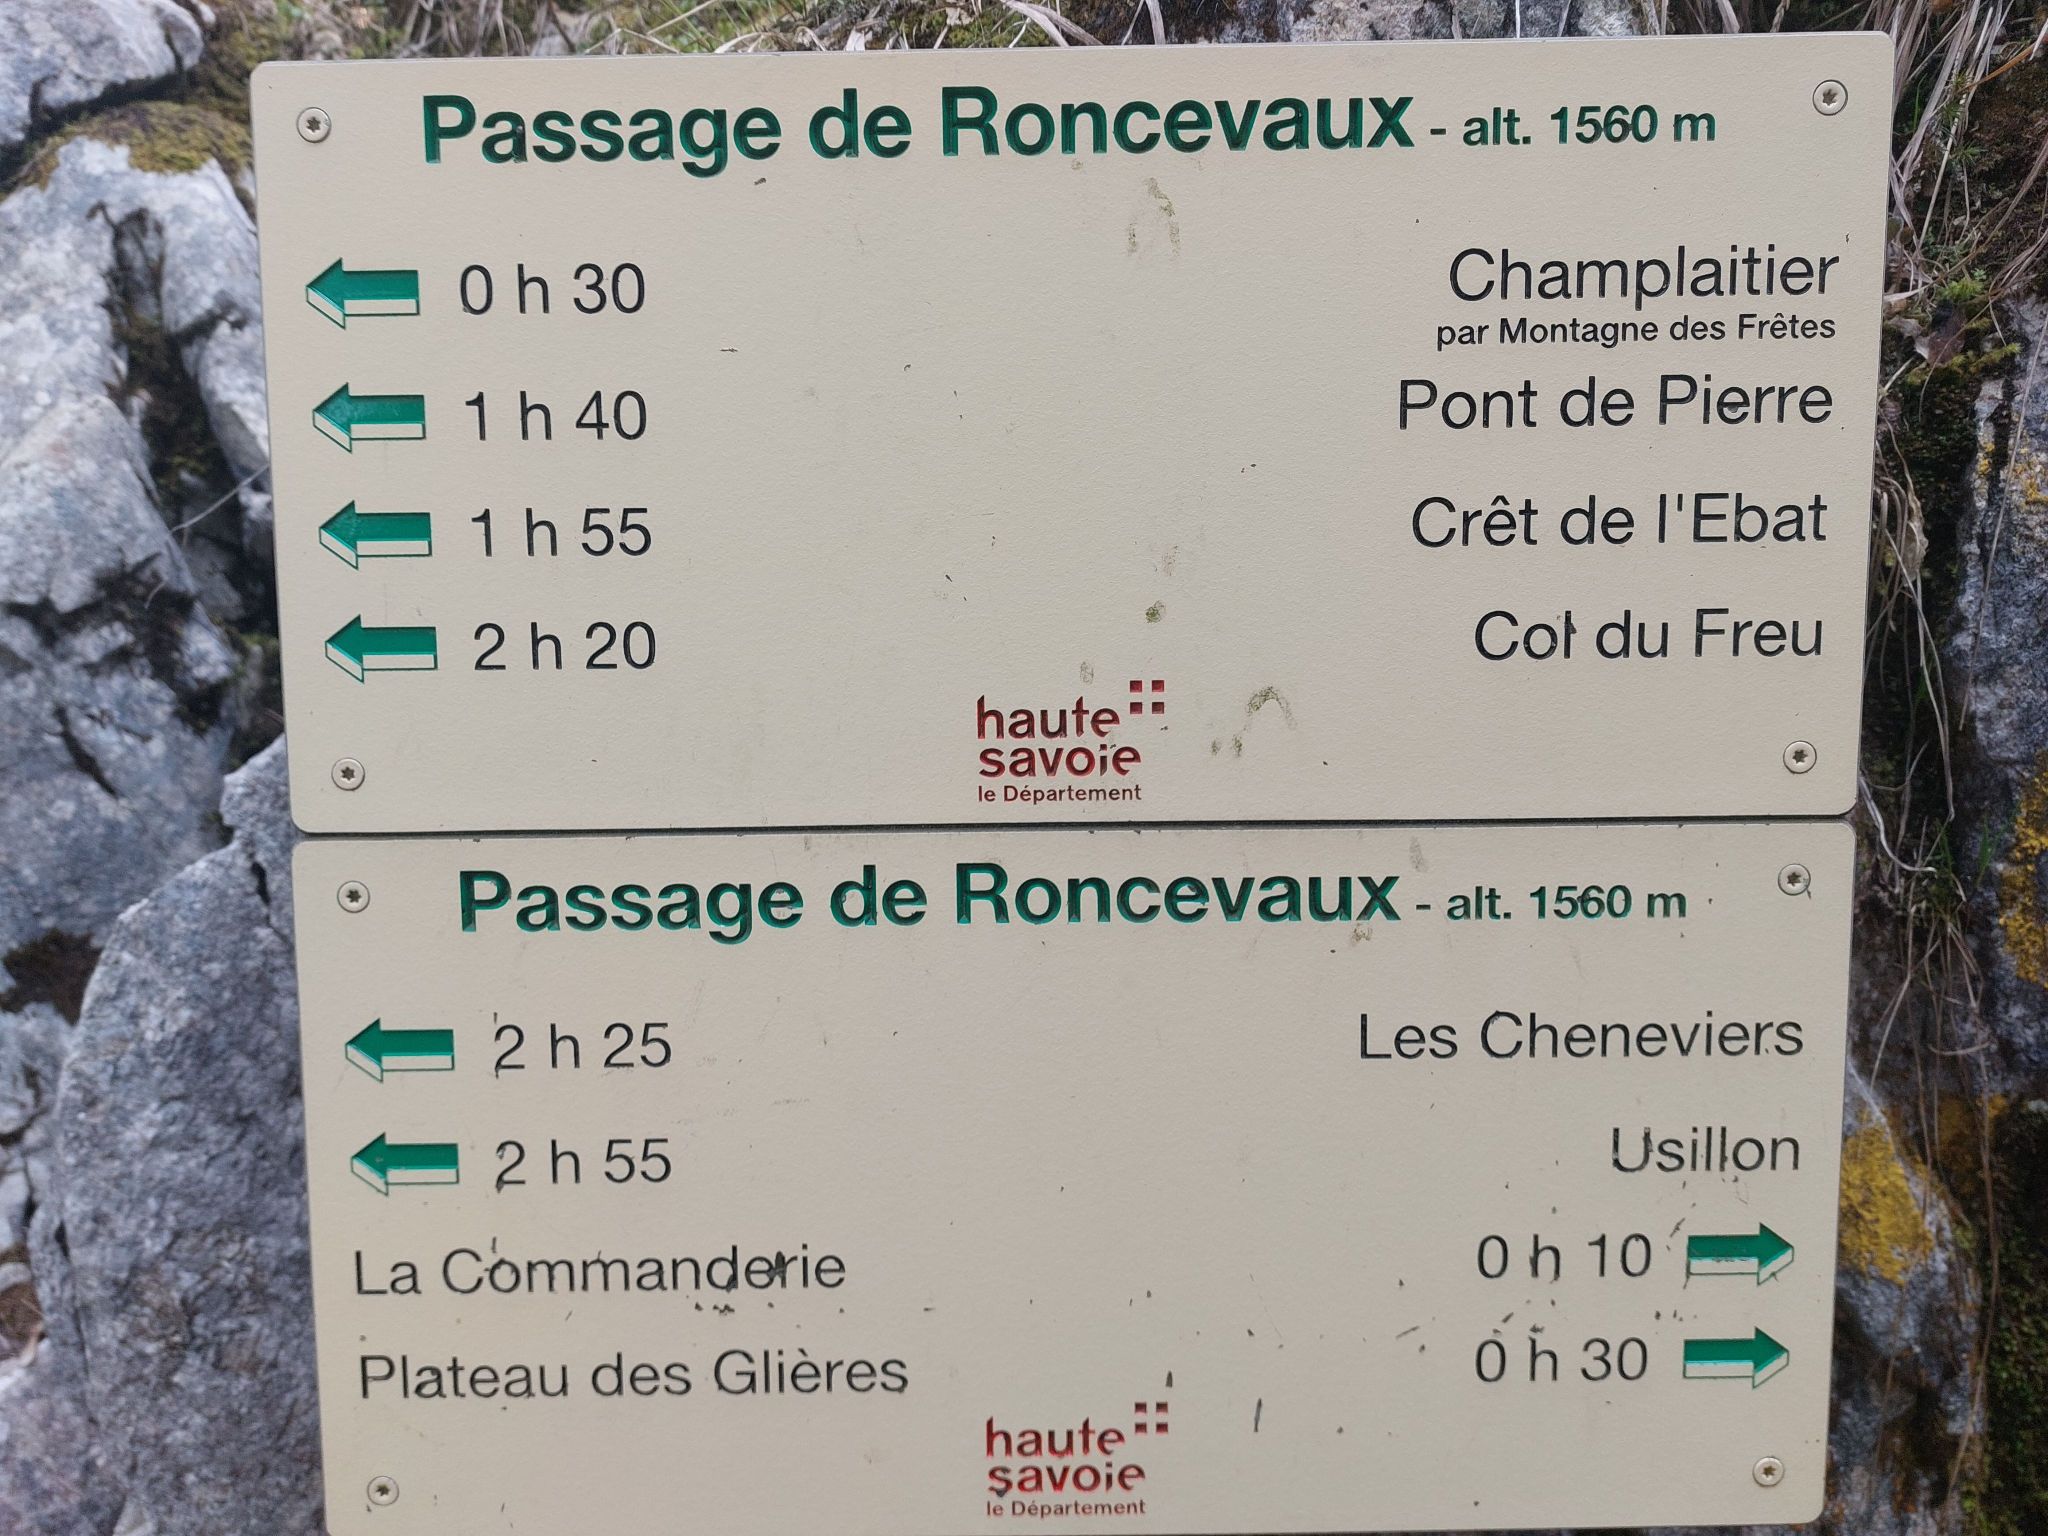 Passage de Roncevaux - alt. 1560 m
0 h 30 Champlaitier
par Montagne des Frêtes
1 h 40 Pont de Pierre
1 h 55 Crêt de l'Ebat
2 h 20 Col du Freu
haute
savoie
le Département
Passage de Roncevaux - alt. 1560 m
2 h 25 Les Cheneviers
2 h 55 Usillon
La Commanderie 0 h 10
Plateau des Glières 0 h 30
haute
savoie
le Département